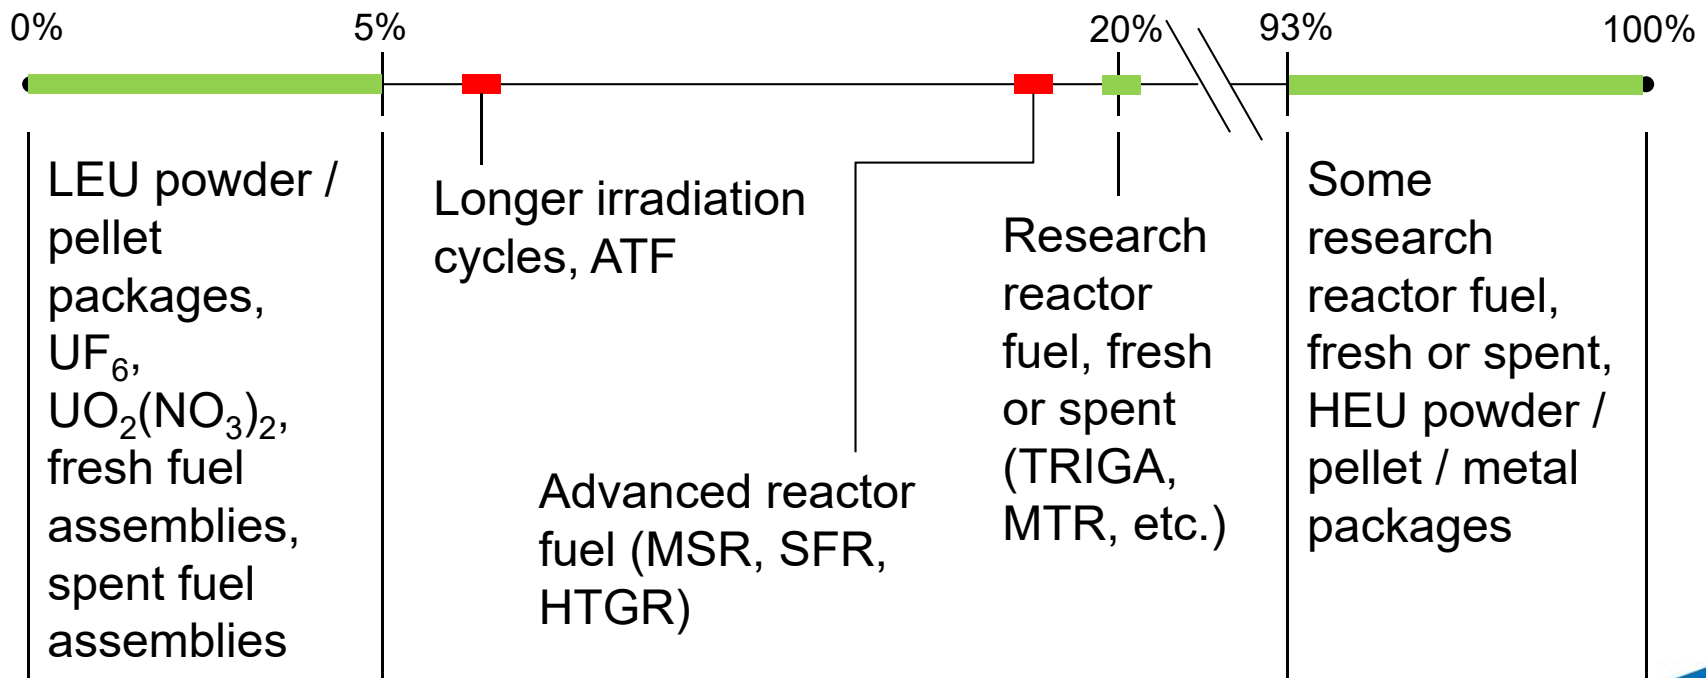 0%
5%
20%
93%
100%
LEU powder /
pellet
packages,
UF₆,
UO₂(NO₃)₂,
fresh fuel
assemblies,
spent fuel
assemblies
Longer irradiation
cycles, ATF
Advanced reactor
fuel (MSR, SFR,
HTGR)
Research
reactor
fuel, fresh
or spent
(TRIGA,
MTR, etc.)
Some
research
reactor fuel,
fresh or spent,
HEU powder /
pellet / metal
packages